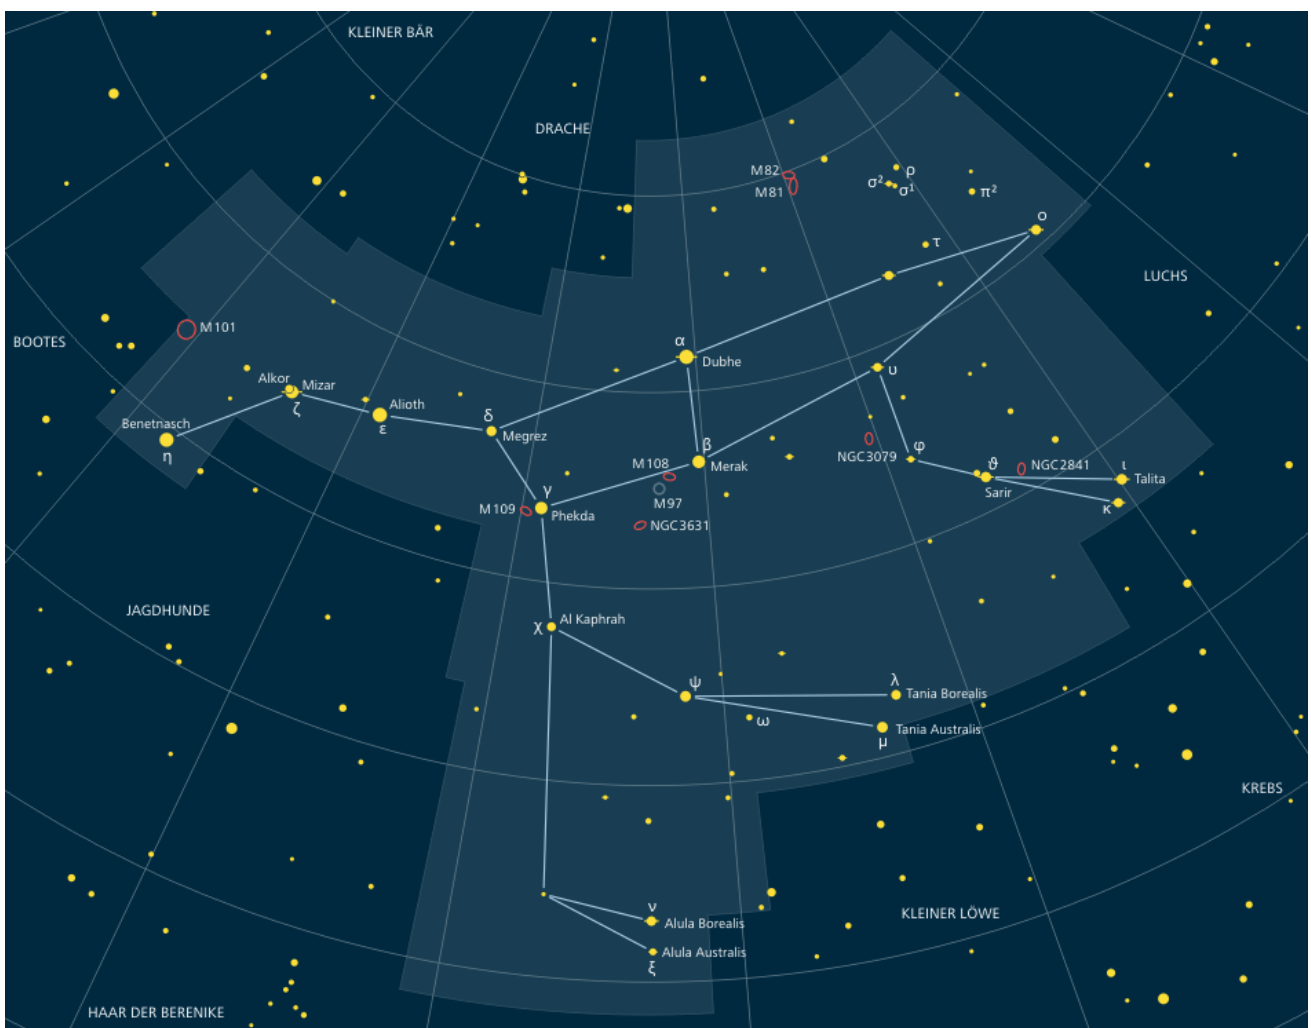 KLEINER BÄR
DRACHE
M82
M81
ρ
σ²
σ¹
π²
ο
τ
LUCHS
M101
BOOTES
α
Dubhe
υ
Alkor
Mizar
ζ
Alioth
ε
Benetnasch
η
δ
Megrez
β
Merak
NGC3079
φ
M108
M97
ϑ
Sarir
NGC2841
ι
Talita
κ
γ
Phekda
M109
NGC3631
JAGDHUNDE
χ
Al Kaphrah
ψ
λ
Tania Borealis
ω
μ
Tania Australis
KREBS
ν
Alula Borealis
Alula Australis
ξ
KLEINER LÖWE
HAAR DER BERENIKE